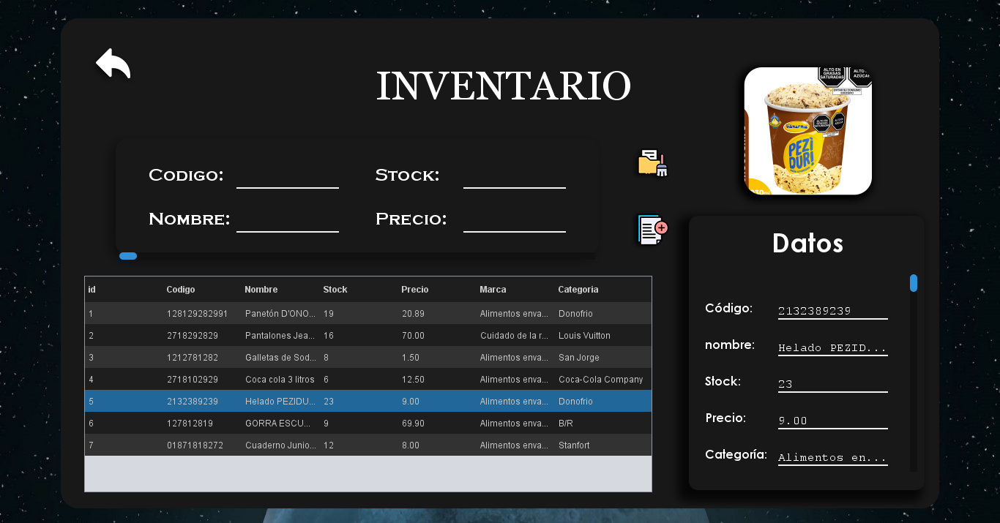 INVENTARIO
ALTO EN GRASAS SATURADAS
ALTO
AZÚCAR
EVITAR SU CONSUMO EXCESIVO
PEZI
DURI
CODIGO:
STOCK:
NOMBRE:
PRECIO:
id Codigo Nombre Stock Precio Marca Categoria
1 128129282991 Panetón D'ONO... 19 20.89 Alimentos enva... Donofrio
2 2718292829 Pantalones Jea... 16 70.00 Cuidado de la r... Louis Vuitton
3 1212781282 Galletas de Sod... 8 1.50 Alimentos enva... San Jorge
4 2718102929 Coca cola 3 litros 6 12.50 Alimentos enva... Coca-Cola Company
5 2132389239 Helado PEZIDU... 23 9.00 Alimentos enva... Donofrio
6 127812819 GORRA ESCU... 9 69.90 Alimentos enva... B/R
7 01871818272 Cuaderno Junio... 12 8.00 Alimentos enva... Stanfort
Datos
Código: 2132389239
nombre: Helado PEZID...
Stock: 23
Precio: 9.00
Categoría: Alimentos en...